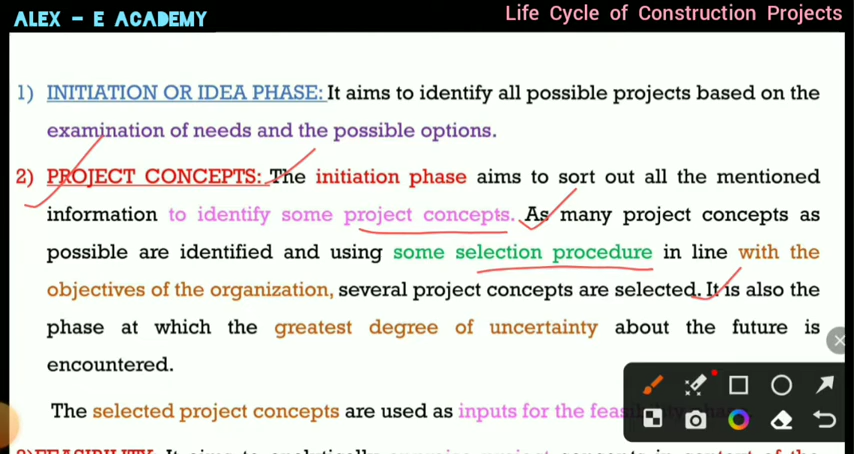 ALEX – E ACADEMY
Life Cycle of Construction Projects
1) INITIATION OR IDEA PHASE: It aims to identify all possible projects based on the
examination of needs and the possible options.
2) PROJECT CONCEPTS: The initiation phase aims to sort out all the mentioned
information to identify some project concepts. As many project concepts as
possible are identified and using some selection procedure in line with the
objectives of the organization, several project concepts are selected. It is also the
phase at which the greatest degree of uncertainty about the future is
encountered.
The selected project concepts are used as inputs for the